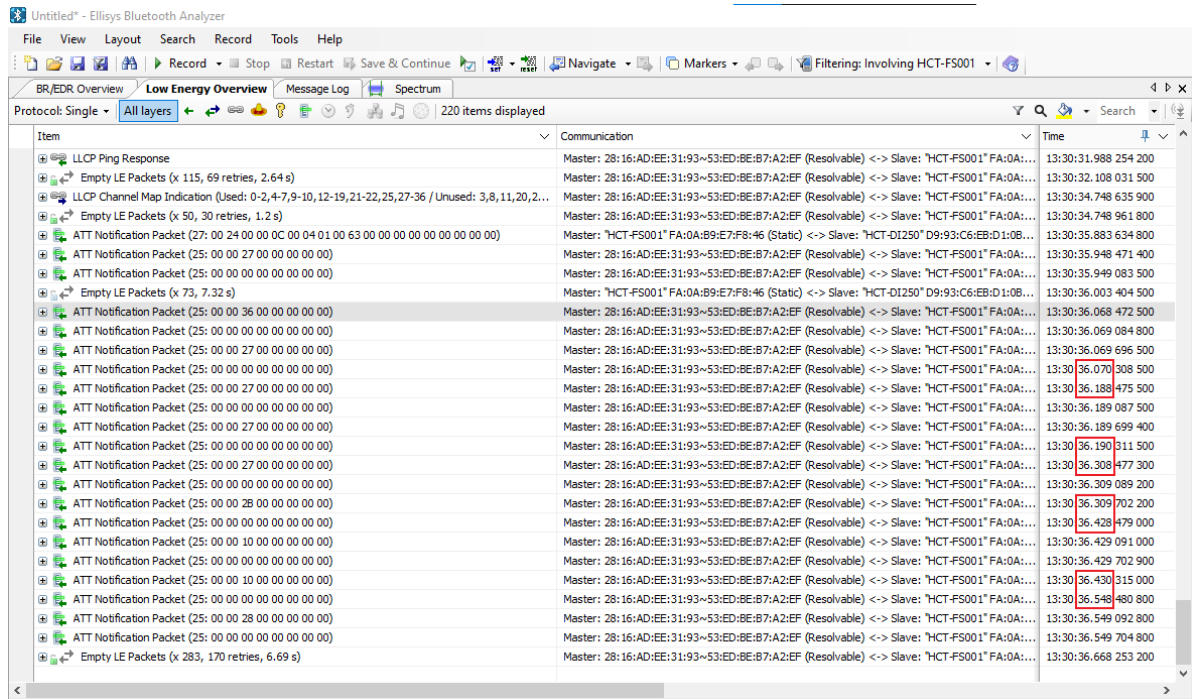 Untitled* - Ellisys Bluetooth Analyzer
File View Layout Search Record Tools Help
Record Stop Restart Save & Continue set reset Navigate Markers Filtering: Involving HCT-FS001
BR/EDR Overview Low Energy Overview Message Log Spectrum
Protocol: Single All layers 220 items displayed Search
Item Communication Time
LLCP Ping Response Master: 28:16:AD:EE:31:93~53:ED:BE:B7:A2:EF (Resolvable) <-> Slave: "HCT-FS001" FA:0A:... 13:30:31.988 254 200
Empty LE Packets (x 115, 69 retries, 2.64 s) Master: 28:16:AD:EE:31:93~53:ED:BE:B7:A2:EF (Resolvable) <-> Slave: "HCT-FS001" FA:0A:... 13:30:32.108 031 500
LLCP Channel Map Indication (Used: 0-2,4-7,9-10,12-19,21-22,25,27-36 / Unused: 3,8,11,20,2... Master: 28:16:AD:EE:31:93~53:ED:BE:B7:A2:EF (Resolvable) <-> Slave: "HCT-FS001" FA:0A:... 13:30:34.748 635 900
Empty LE Packets (x 50, 30 retries, 1.2 s) Master: 28:16:AD:EE:31:93~53:ED:BE:B7:A2:EF (Resolvable) <-> Slave: "HCT-FS001" FA:0A:... 13:30:34.748 961 800
ATT Notification Packet (27: 00 24 00 00 0C 00 04 01 00 63 00 00 00 00 00 00 00 00 00) Master: "HCT-FS001" FA:0A:B9:E7:F8:46 (Static) <-> Slave: "HCT-DI250" D9:93:C6:EB:D1:0B... 13:30:35.883 634 800
ATT Notification Packet (25: 00 00 27 00 00 00 00 00) Master: 28:16:AD:EE:31:93~53:ED:BE:B7:A2:EF (Resolvable) <-> Slave: "HCT-FS001" FA:0A:... 13:30:35.948 471 400
ATT Notification Packet (25: 00 00 00 00 00 00 00 00) Master: 28:16:AD:EE:31:93~53:ED:BE:B7:A2:EF (Resolvable) <-> Slave: "HCT-FS001" FA:0A:... 13:30:35.949 083 500
Empty LE Packets (x 73, 7.32 s) Master: "HCT-FS001" FA:0A:B9:E7:F8:46 (Static) <-> Slave: "HCT-DI250" D9:93:C6:EB:D1:0B... 13:30:36.003 404 500
ATT Notification Packet (25: 00 00 36 00 00 00 00 00) Master: 28:16:AD:EE:31:93~53:ED:BE:B7:A2:EF (Resolvable) <-> Slave: "HCT-FS001" FA:0A:... 13:30:36.068 472 500
ATT Notification Packet (25: 00 00 00 00 00 00 00 00) Master: 28:16:AD:EE:31:93~53:ED:BE:B7:A2:EF (Resolvable) <-> Slave: "HCT-FS001" FA:0A:... 13:30:36.069 084 800
ATT Notification Packet (25: 00 00 27 00 00 00 00 00) Master: 28:16:AD:EE:31:93~53:ED:BE:B7:A2:EF (Resolvable) <-> Slave: "HCT-FS001" FA:0A:... 13:30:36.069 696 500
ATT Notification Packet (25: 00 00 00 00 00 00 00 00) Master: 28:16:AD:EE:31:93~53:ED:BE:B7:A2:EF (Resolvable) <-> Slave: "HCT-FS001" FA:0A:... 13:30:36.070 308 500
ATT Notification Packet (25: 00 00 27 00 00 00 00 00) Master: 28:16:AD:EE:31:93~53:ED:BE:B7:A2:EF (Resolvable) <-> Slave: "HCT-FS001" FA:0A:... 13:30:36.188 475 500
ATT Notification Packet (25: 00 00 00 00 00 00 00 00) Master: 28:16:AD:EE:31:93~53:ED:BE:B7:A2:EF (Resolvable) <-> Slave: "HCT-FS001" FA:0A:... 13:30:36.189 087 500
ATT Notification Packet (25: 00 00 27 00 00 00 00 00) Master: 28:16:AD:EE:31:93~53:ED:BE:B7:A2:EF (Resolvable) <-> Slave: "HCT-FS001" FA:0A:... 13:30:36.189 699 400
ATT Notification Packet (25: 00 00 00 00 00 00 00 00) Master: 28:16:AD:EE:31:93~53:ED:BE:B7:A2:EF (Resolvable) <-> Slave: "HCT-FS001" FA:0A:... 13:30:36.190 311 500
ATT Notification Packet (25: 00 00 27 00 00 00 00 00) Master: 28:16:AD:EE:31:93~53:ED:BE:B7:A2:EF (Resolvable) <-> Slave: "HCT-FS001" FA:0A:... 13:30:36.308 477 300
ATT Notification Packet (25: 00 00 00 00 00 00 00 00) Master: 28:16:AD:EE:31:93~53:ED:BE:B7:A2:EF (Resolvable) <-> Slave: "HCT-FS001" FA:0A:... 13:30:36.309 089 200
ATT Notification Packet (25: 00 00 2B 00 00 00 00 00) Master: 28:16:AD:EE:31:93~53:ED:BE:B7:A2:EF (Resolvable) <-> Slave: "HCT-FS001" FA:0A:... 13:30:36.309 702 200
ATT Notification Packet (25: 00 00 00 00 00 00 00 00) Master: 28:16:AD:EE:31:93~53:ED:BE:B7:A2:EF (Resolvable) <-> Slave: "HCT-FS001" FA:0A:... 13:30:36.428 479 000
ATT Notification Packet (25: 00 00 10 00 00 00 00 00) Master: 28:16:AD:EE:31:93~53:ED:BE:B7:A2:EF (Resolvable) <-> Slave: "HCT-FS001" FA:0A:... 13:30:36.429 091 000
ATT Notification Packet (25: 00 00 00 00 00 00 00 00) Master: 28:16:AD:EE:31:93~53:ED:BE:B7:A2:EF (Resolvable) <-> Slave: "HCT-FS001" FA:0A:... 13:30:36.429 702 900
ATT Notification Packet (25: 00 00 10 00 00 00 00 00) Master: 28:16:AD:EE:31:93~53:ED:BE:B7:A2:EF (Resolvable) <-> Slave: "HCT-FS001" FA:0A:... 13:30:36.430 315 000
ATT Notification Packet (25: 00 00 00 00 00 00 00 00) Master: 28:16:AD:EE:31:93~53:ED:BE:B7:A2:EF (Resolvable) <-> Slave: "HCT-FS001" FA:0A:... 13:30:36.548 480 800
ATT Notification Packet (25: 00 00 28 00 00 00 00 00) Master: 28:16:AD:EE:31:93~53:ED:BE:B7:A2:EF (Resolvable) <-> Slave: "HCT-FS001" FA:0A:... 13:30:36.549 092 800
ATT Notification Packet (25: 00 00 00 00 00 00 00 00) Master: 28:16:AD:EE:31:93~53:ED:BE:B7:A2:EF (Resolvable) <-> Slave: "HCT-FS001" FA:0A:... 13:30:36.549 704 800
Empty LE Packets (x 283, 170 retries, 6.69 s) Master: 28:16:AD:EE:31:93~53:ED:BE:B7:A2:EF (Resolvable) <-> Slave: "HCT-FS001" FA:0A:... 13:30:36.668 253 200